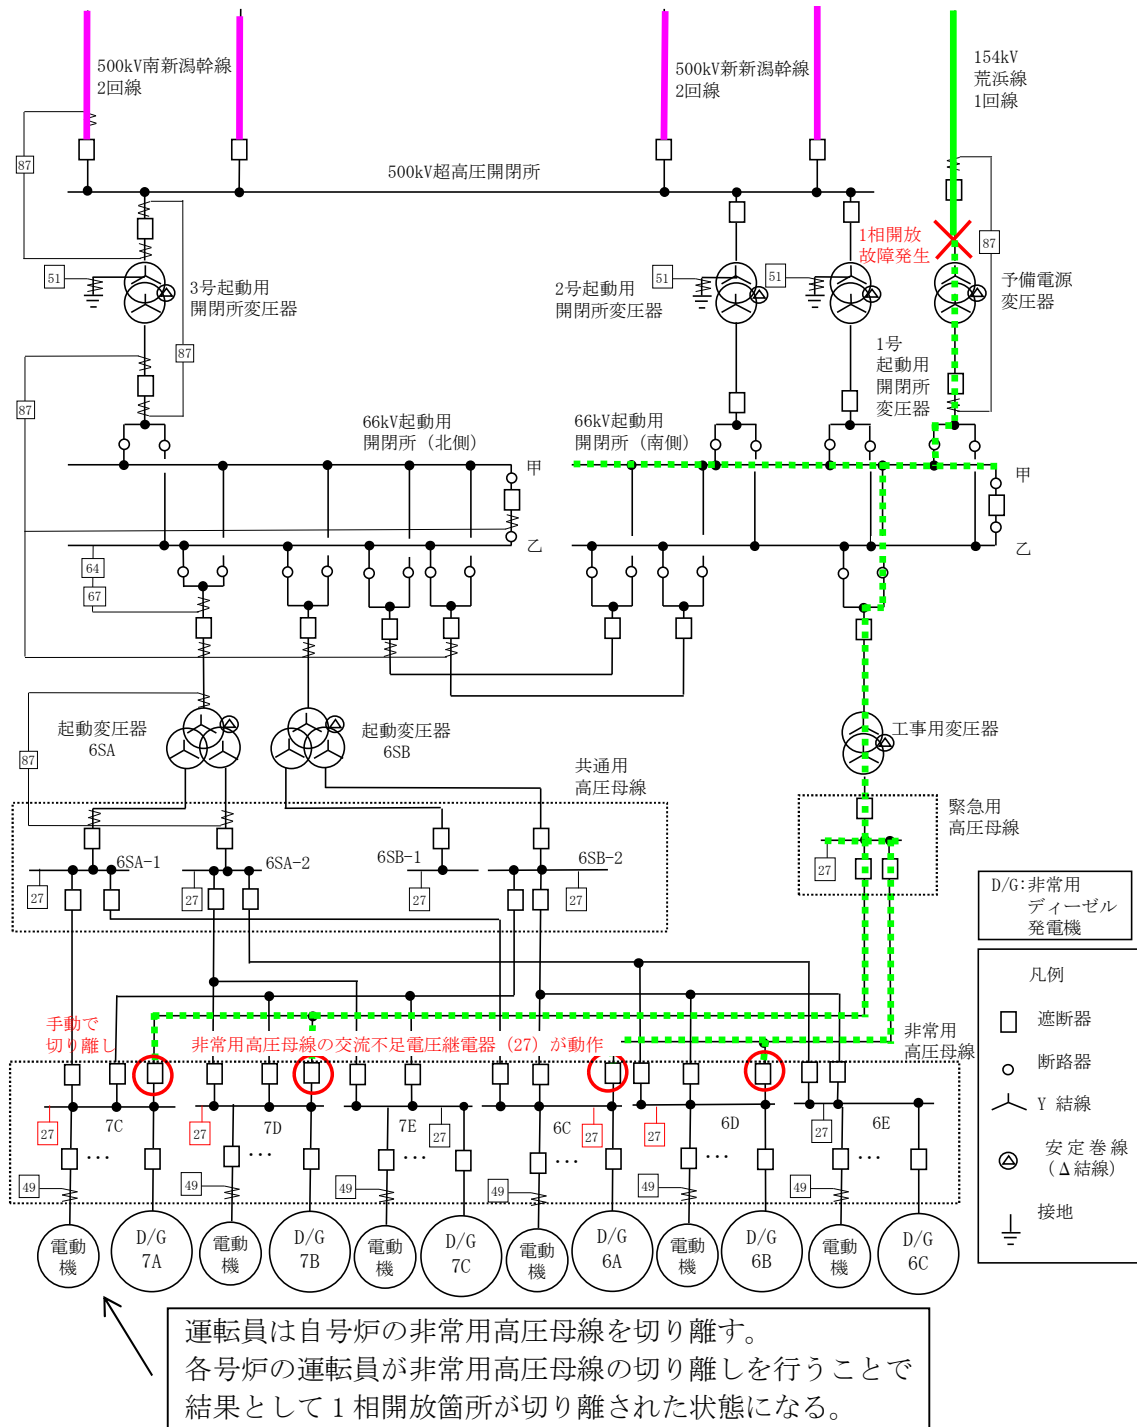 500kV南新潟幹線
2回線
500kV新新潟幹線
2回線
154kV
荒浜線
1回線
87
500kV超高圧開閉所
1相開放
故障発生
87
51
3号起動用
開閉所変圧器
51
2号起動用
開閉所変圧器
51
予備電源
変圧器
87
1号
起動用
開閉所
変圧器
87
66kV起動用
開閉所（北側）
66kV起動用
開閉所（南側）
甲
甲
乙
乙
64
67
起動変圧器
6SA
起動変圧器
6SB
工事用変圧器
87
共通用
高圧母線
緊急用
高圧母線
6SA-1
6SA-2
6SB-1
6SB-2
27
27
27
27
27
D/G:非常用
ディーゼル
発電機
凡例
遮断器
断路器
Y 結線
安定巻線
（Δ結線）
接地
手動で
切り離し
非常用高圧母線の交流不足電圧継電器（27）が動作
非常用
高圧母線
7C
7D
7E
6C
6D
6E
27
27
27
27
27
27
...
...
...
...
...
...
49
49
49
49
49
49
電動
機
D/G
7A
電動
機
D/G
7B
電動
機
D/G
7C
電動
機
D/G
6A
電動
機
D/G
6B
電動
機
D/G
6C
運転員は自号炉の非常用高圧母線を切り離す。
各号炉の運転員が非常用高圧母線の切り離しを行うことで
結果として１相開放箇所が切り離された状態になる。